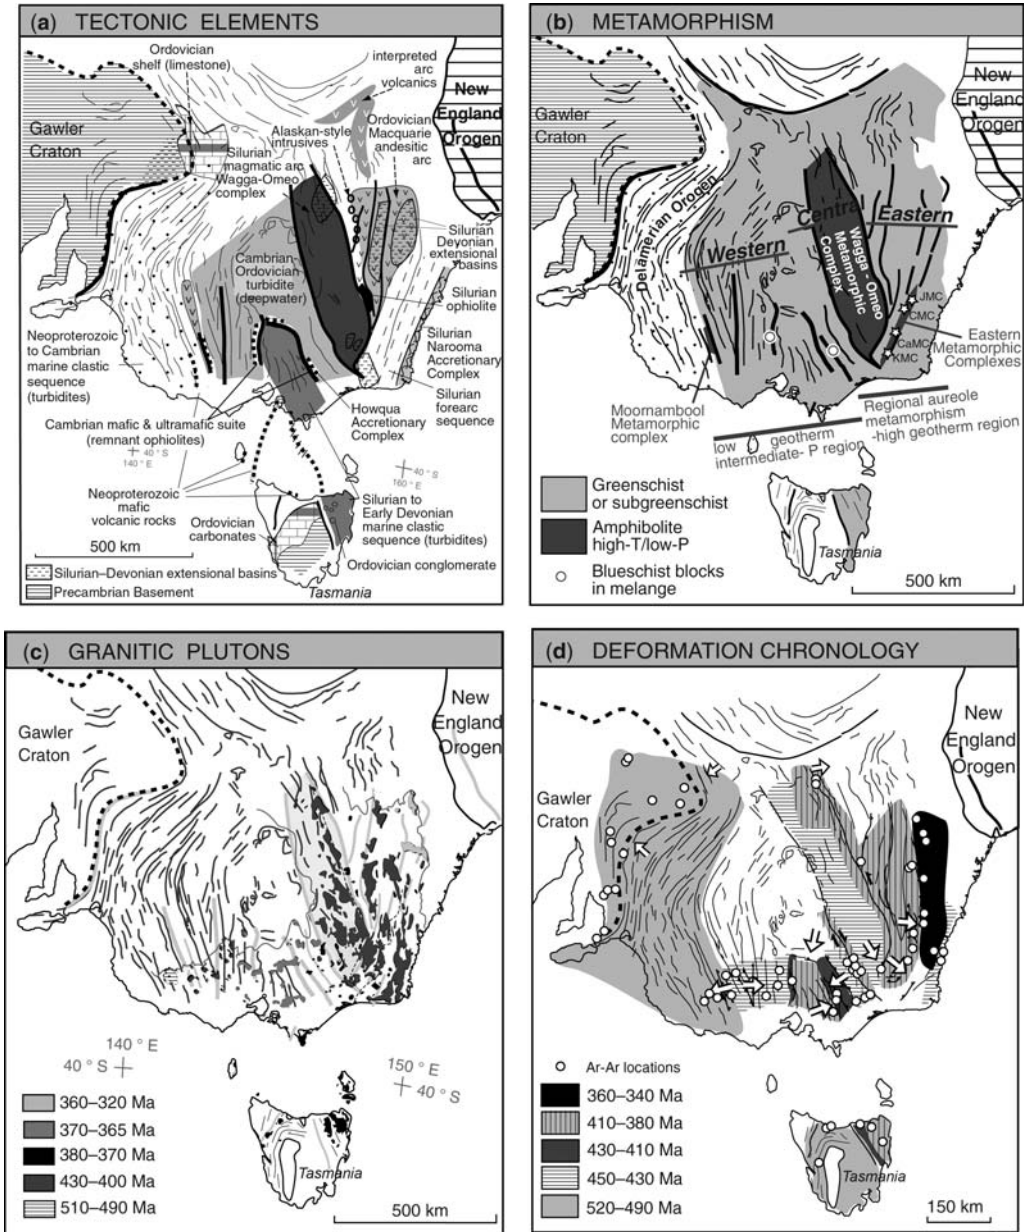 (a) TECTONIC ELEMENTS
Ordovician
shelf (limestone)
interpreted
arc
volcanics
New
England
Orogen
Gawler
Craton
Alaskan-style
intrusives
Ordovician
Macquarie
andesitic
arc
Silurian
magmatic arc
Wagga-Omeo
complex
Silurian
Devonian
extensional
basins
Cambrian-
Ordovician
turbidite
(deepwater)
Silurian
ophiolite
Neoproterozoic
to Cambrian
marine clastic
sequence
(turbidites)
Silurian
Narooma
Accretionary
Complex
Silurian
forearc
sequence
Cambrian mafic & ultramafic suite
(remnant ophiolites)
Howqua
Accretionary
Complex
40° S
140° E
40° S
160° E
Neoproterozoic
mafic
volcanic rocks
Ordovician
carbonates
Silurian to
Early Devonian
marine clastic
sequence (turbidites)
500 km
Ordovician conglomerate
Silurian–Devonian extensional basins
Precambrian Basement
Tasmania
(b) METAMORPHISM
New
England
Orogen
Gawler
Craton
Delamerian Orogen
Western
Central
Eastern
Wagga - Omeo
Metamorphic
Complex
JMC
CMC
CaMC
KMC
Eastern
Metamorphic
Complexes
Moornambool
Metamorphic
complex
Regional aureole
metamorphism
-high geotherm region
low geotherm
intermediate- P region
Greenschist
or subgreenschist
Amphibolite
high-T/low-P
Blueschist blocks
in melange
Tasmania
500 km
(c) GRANITIC PLUTONS
Gawler
Craton
New
England
Orogen
140° E
40° S
150° E
40° S
360–320 Ma
370–365 Ma
380–370 Ma
430–400 Ma
510–490 Ma
Tasmania
500 km
(d) DEFORMATION CHRONOLOGY
New
England
Orogen
Gawler
Craton
Ar-Ar locations
360–340 Ma
410–380 Ma
430–410 Ma
450–430 Ma
520–490 Ma
Tasmania
150 km